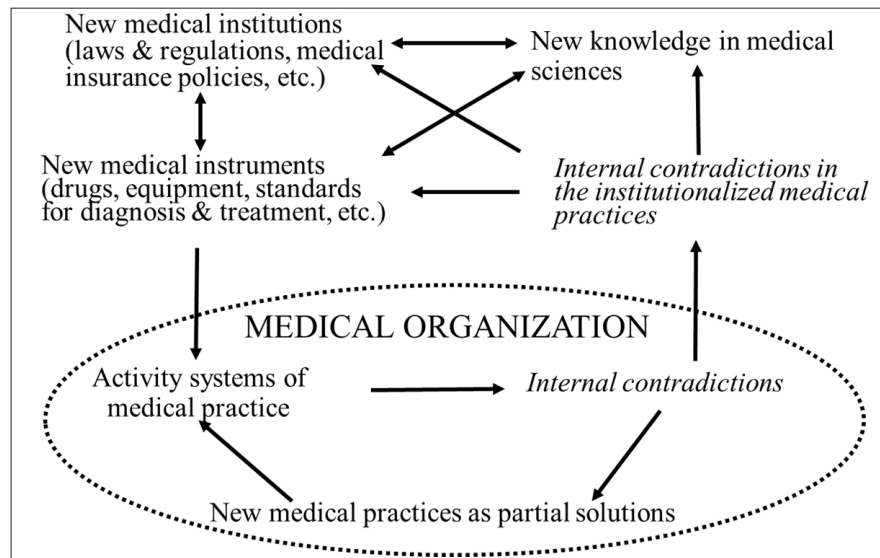 New medical institutions
(laws & regulations, medical
insurance policies, etc.)
New knowledge in medical
sciences
New medical instruments
(drugs, equipment, standards
for diagnosis & treatment, etc.)
Internal contradictions in
the institutionalized medical
practices
MEDICAL ORGANIZATION
Activity systems of
medical practice
Internal contradictions
New medical practices as partial solutions